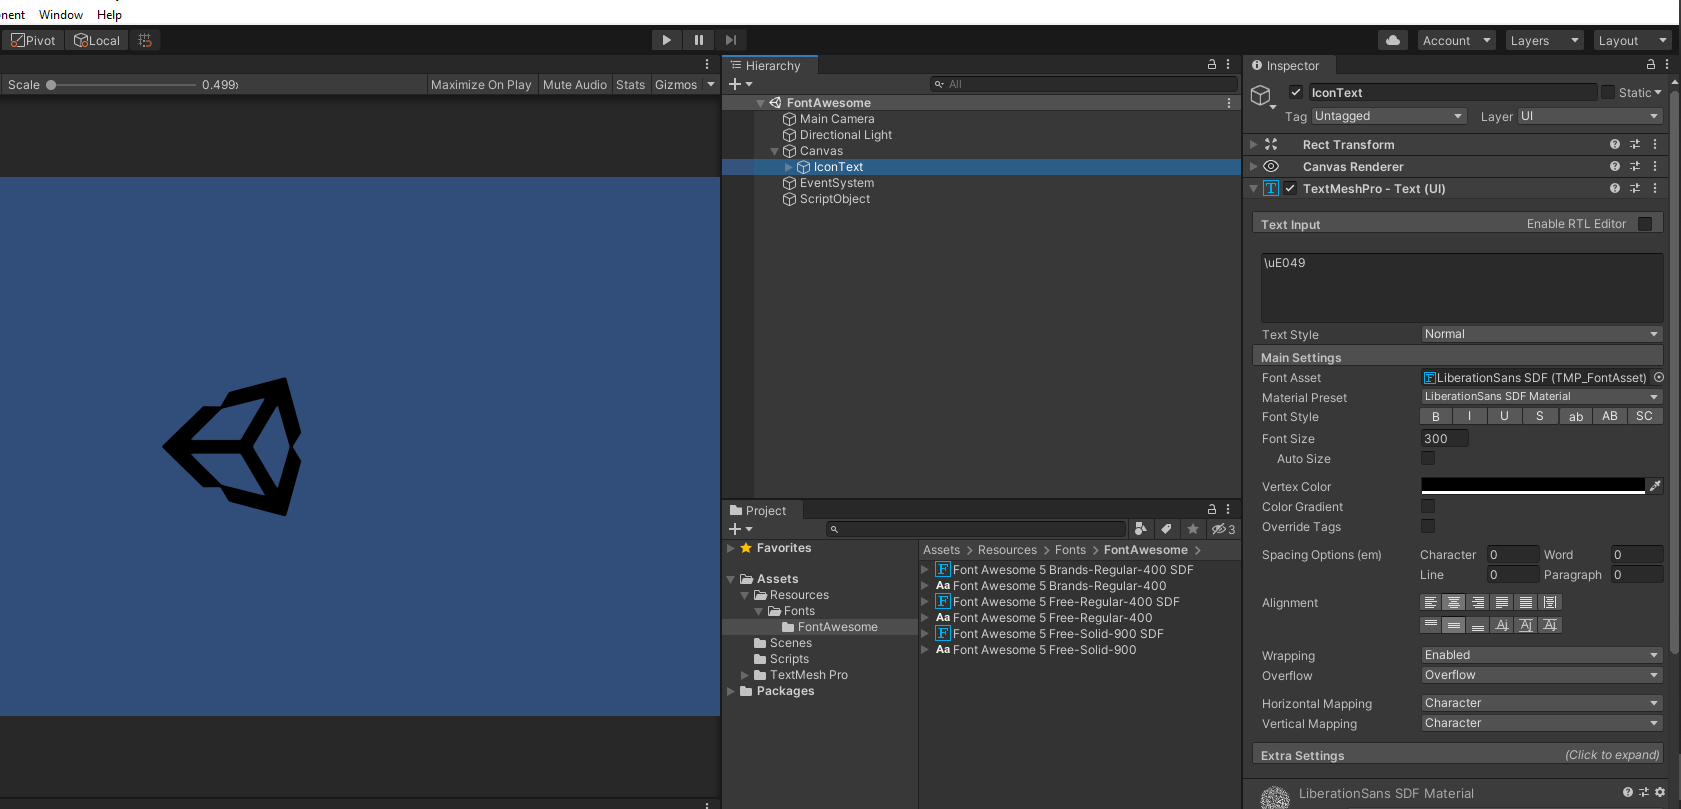 nent Window Help
Pivot Local
Account Layers Layout
Scale 0.499x Maximize On Play Mute Audio Stats Gizmos
Hierarchy
All
FontAwesome
Main Camera
Directional Light
Canvas
IconText
EventSystem
ScriptObject
Project
3
Favorites
Assets
Resources
Fonts
FontAwesome
Scenes
Scripts
TextMesh Pro
Packages
Assets > Resources > Fonts > FontAwesome >
Font Awesome 5 Brands-Regular-400 SDF
Aa Font Awesome 5 Brands-Regular-400
Font Awesome 5 Free-Regular-400 SDF
Aa Font Awesome 5 Free-Regular-400
Font Awesome 5 Free-Solid-900 SDF
Aa Font Awesome 5 Free-Solid-900
Inspector
IconText Static
Tag Untagged Layer UI
Rect Transform
Canvas Renderer
TextMeshPro - Text (UI)
Text Input Enable RTL Editor
\uE049
Text Style Normal
Main Settings
Font Asset LiberationSans SDF (TMP_FontAsset)
Material Preset LiberationSans SDF Material
Font Style B I U S ab AB SC
Font Size 300
Auto Size
Vertex Color
Color Gradient
Override Tags
Spacing Options (em) Character 0 Word 0
Line 0 Paragraph 0
Alignment
Wrapping Enabled
Overflow Overflow
Horizontal Mapping Character
Vertical Mapping Character
Extra Settings (Click to expand)
LiberationSans SDF Material